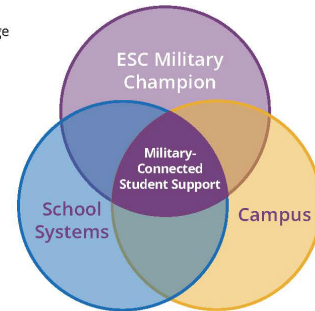 ESC Military
Champion
Military-
Connected
Student Support
School
Systems
Campus